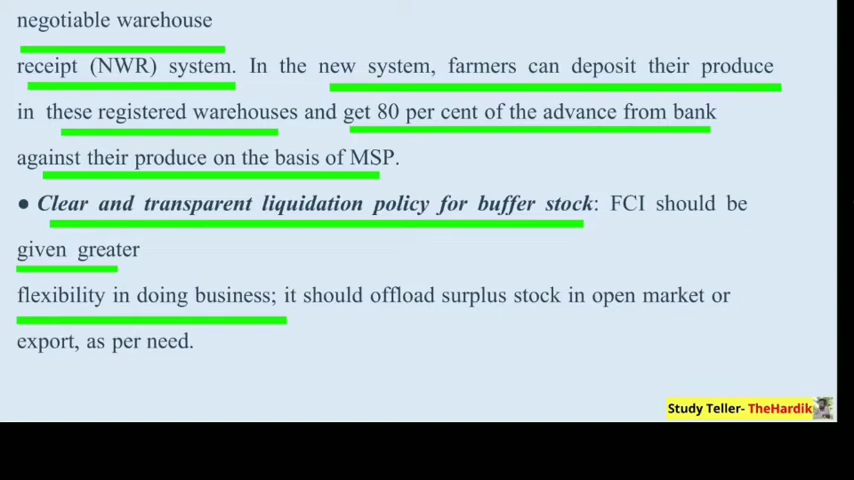 negotiable warehouse
receipt (NWR) system. In the new system, farmers can deposit their produce
in these registered warehouses and get 80 per cent of the advance from bank
against their produce on the basis of MSP.
● Clear and transparent liquidation policy for buffer stock: FCI should be
given greater
flexibility in doing business; it should offload surplus stock in open market or
export, as per need.
Study Teller- TheHardik